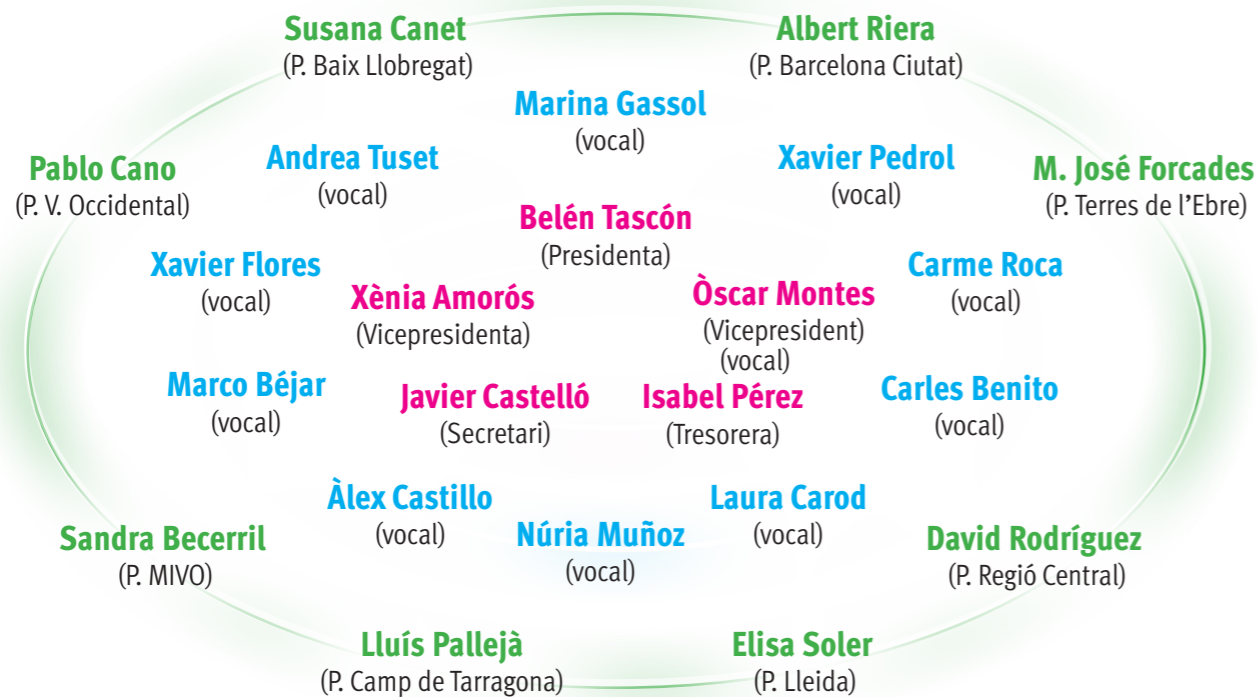 Susana Canet
(P. Baix Llobregat)
Albert Riera
(P. Barcelona Ciutat)
Marina Gassol
(vocal)
Pablo Cano
(P. V. Occidental)
Andrea Tuset
(vocal)
Xavier Pedrol
(vocal)
M. José Forcades
(P. Terres de l’Ebre)
Belén Tascón
(Presidenta)
Xavier Flores
(vocal)
Xènia Amorós
(Vicepresidenta)
Òscar Montes
(Vicepresident)
(vocal)
Carme Roca
(vocal)
Marco Béjar
(vocal)
Javier Castelló
(Secretari)
Isabel Pérez
(Tresorera)
Carles Benito
(vocal)
Àlex Castillo
(vocal)
Núria Muñoz
(vocal)
Laura Carod
(vocal)
Sandra Becerril
(P. MIVO)
David Rodríguez
(P. Regió Central)
Lluís Pallejà
(P. Camp de Tarragona)
Elisa Soler
(P. Lleida)